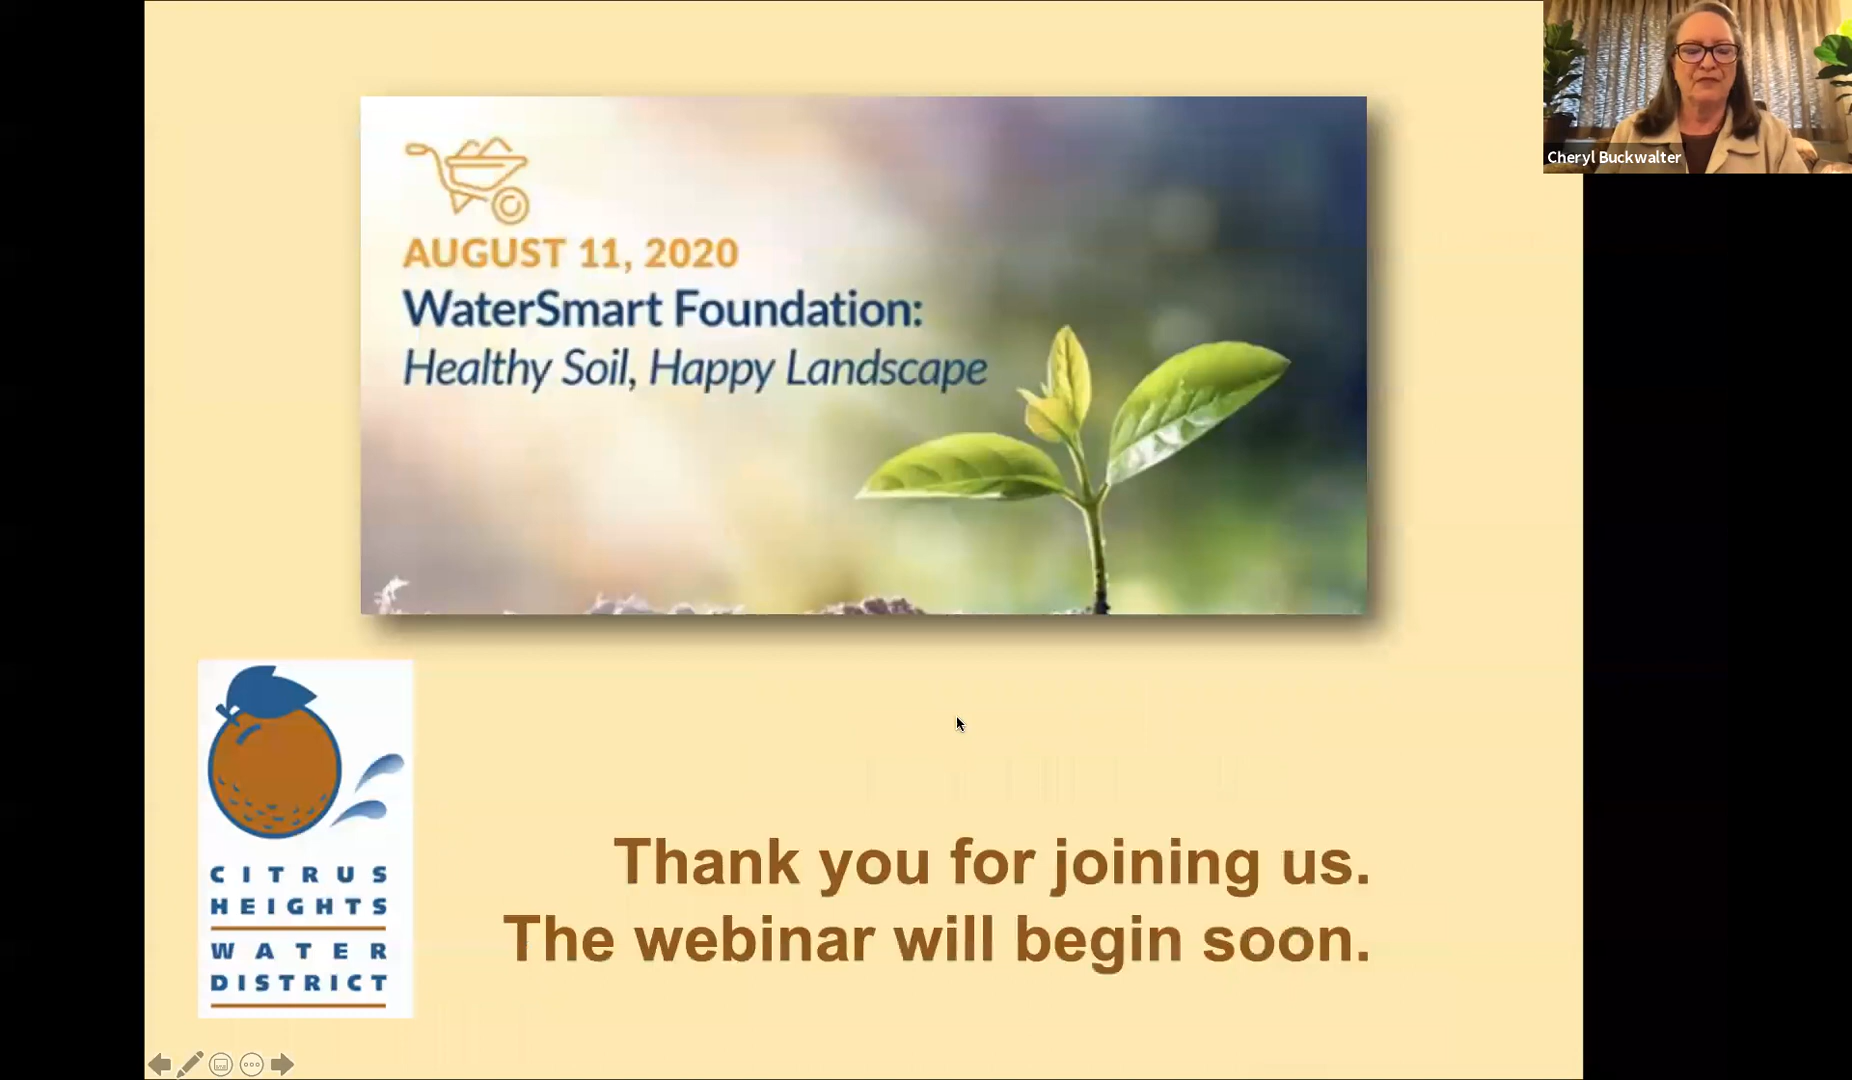 AUGUST 11, 2020
WaterSmart Foundation:
Healthy Soil, Happy Landscape
Cheryl Buckwalter
CITRUS
HEIGHTS
WATER
DISTRICT
Thank you for joining us.
The webinar will begin soon.